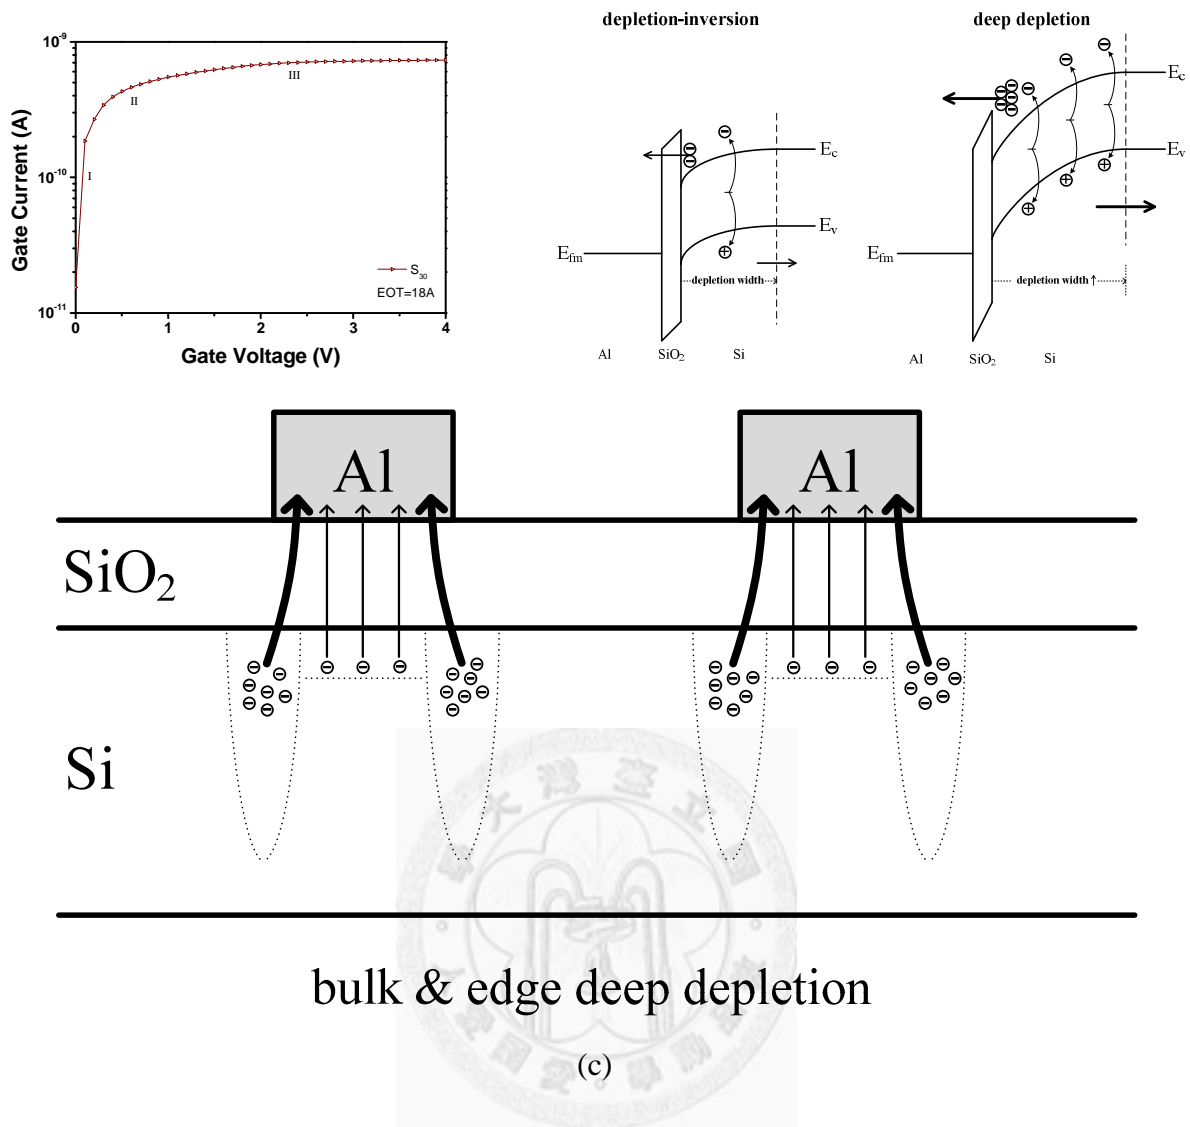 depletion-inversion
deep depletion
10⁻⁹
10⁻¹⁰
10⁻¹¹
Gate Current (A)
I
II
III
S₃₀
EOT=18A
0
1
2
3
4
Gate Voltage (V)
E_c
E_v
E_fm
depletion width
Al
SiO₂
Si
E_c
E_v
E_fm
depletion width ↑
Al
SiO₂
Si
Al
Al
SiO₂
Si
bulk & edge deep depletion
(c)